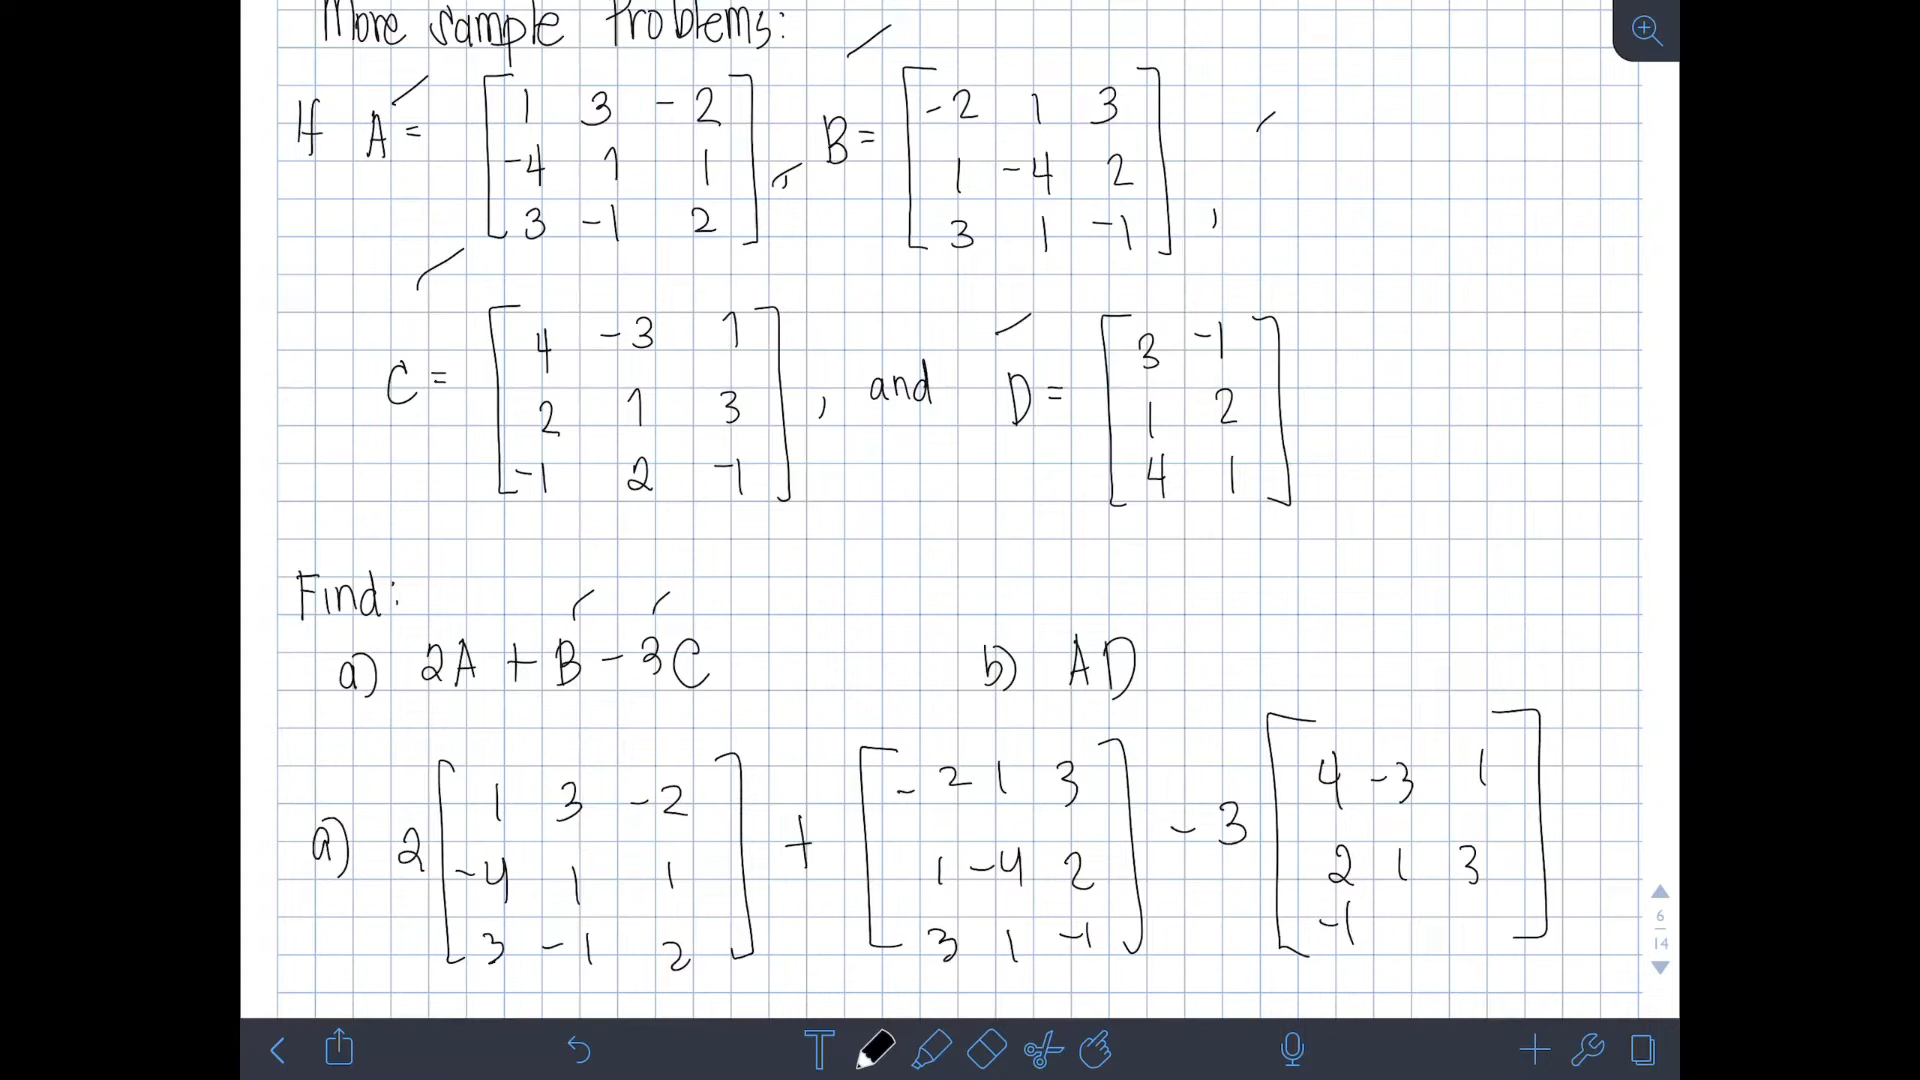 More sample Problems:
If A = [1 3 -2
-4 1 1
3 -1 2], B = [-2 1 3
1 -4 2
3 1 -1],
C = [4 -3 1
2 1 3
-1 2 -1], and D = [3 -1
1 2
4 1]
Find:
a) 2A + B - 3C b) AD
a) 2 [1 3 -2
-4 1 1
3 -1 2] + [-2 1 3
1 -4 2
3 1 -1] - 3 [4 -3 1
2 1 3
-1]
6
14
T